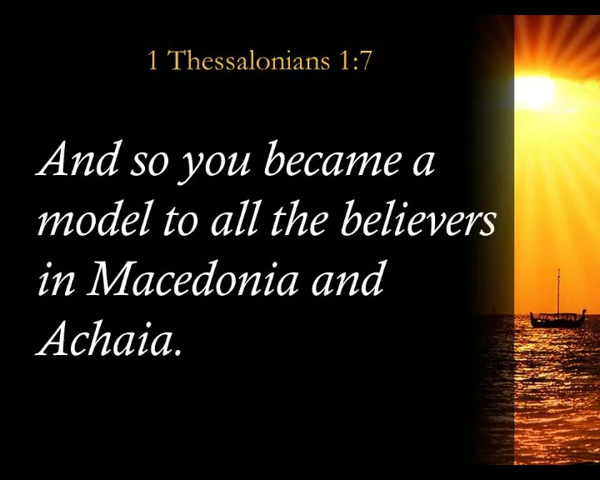 1 Thessalonians 1:7
And so you became a
model to all the believers
in Macedonia and
Achaia.